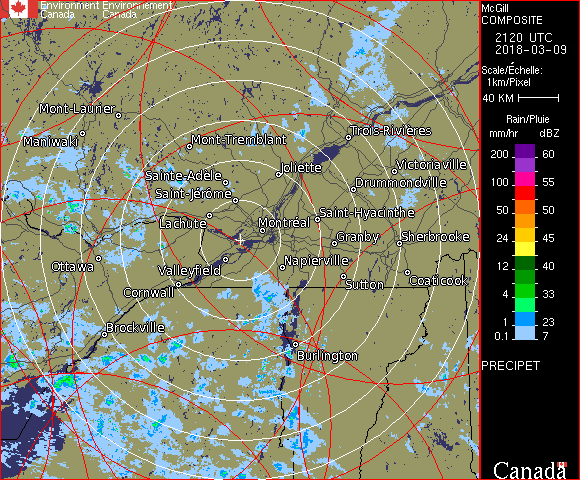 Environment Environnement
Canada Canada
McGill
COMPOSITE
2120 UTC
2018-03-09
Scale/Échelle:
1km/Pixel
40 KM
Rain/Pluie
mm/hr dBZ
200 60
100 55
50 50
24 45
12 40
4 33
1 23
0.1 7
PRECIPET
Canada
Mont-Laurier
Maniwaki
Mont-Tremblant
Trois-Rivières
Joliette
Victoriaville
Sainte-Adèle
Drummondville
Saint-Jérôme
Lachute
Saint-Hyacinthe
Montréal
Granby
Sherbrooke
Ottawa
Valleyfield
Napierville
Cornwall
Sutton
Coaticook
Brockville
Burlington